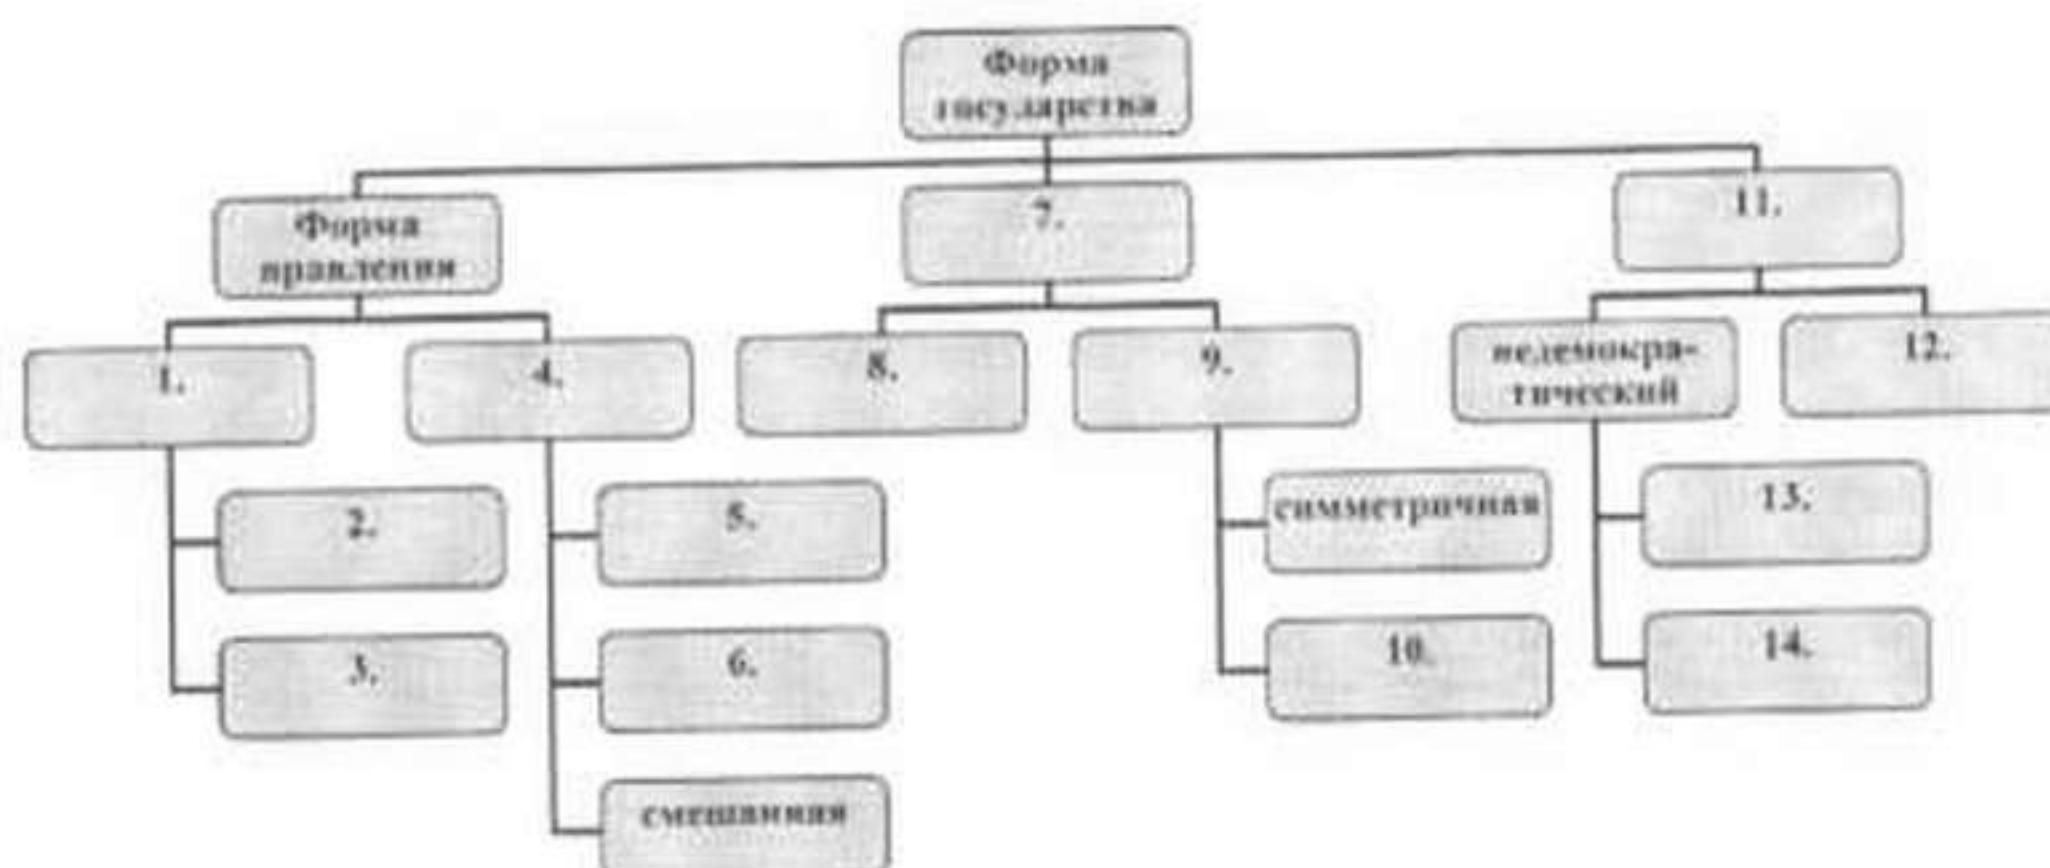 Форма
государства
Форма
правления
7.
11.
1.
4.
8.
9.
недемокра-
тический
12.
2.
5.
симметричная
13.
3.
6.
10.
14.
смешанная